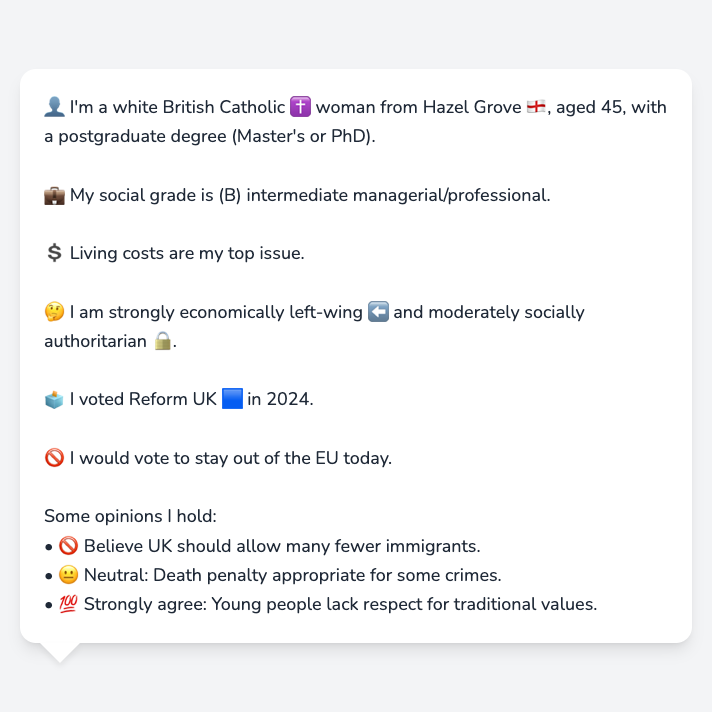 👤 I'm a white British Catholic ✝️ woman from Hazel Grove 🏴󠁧󠁢󠁥󠁮󠁧󠁿, aged 45, with
a postgraduate degree (Master's or PhD).
💼 My social grade is (B) intermediate managerial/professional.
💲 Living costs are my top issue.
🤔 I am strongly economically left-wing ⬅️ and moderately socially
authoritarian 🔒.
🗳️ I voted Reform UK 🟦 in 2024.
🚫 I would vote to stay out of the EU today.
Some opinions I hold:
• 🚫 Believe UK should allow many fewer immigrants.
• 😐 Neutral: Death penalty appropriate for some crimes.
• 💯 Strongly agree: Young people lack respect for traditional values.